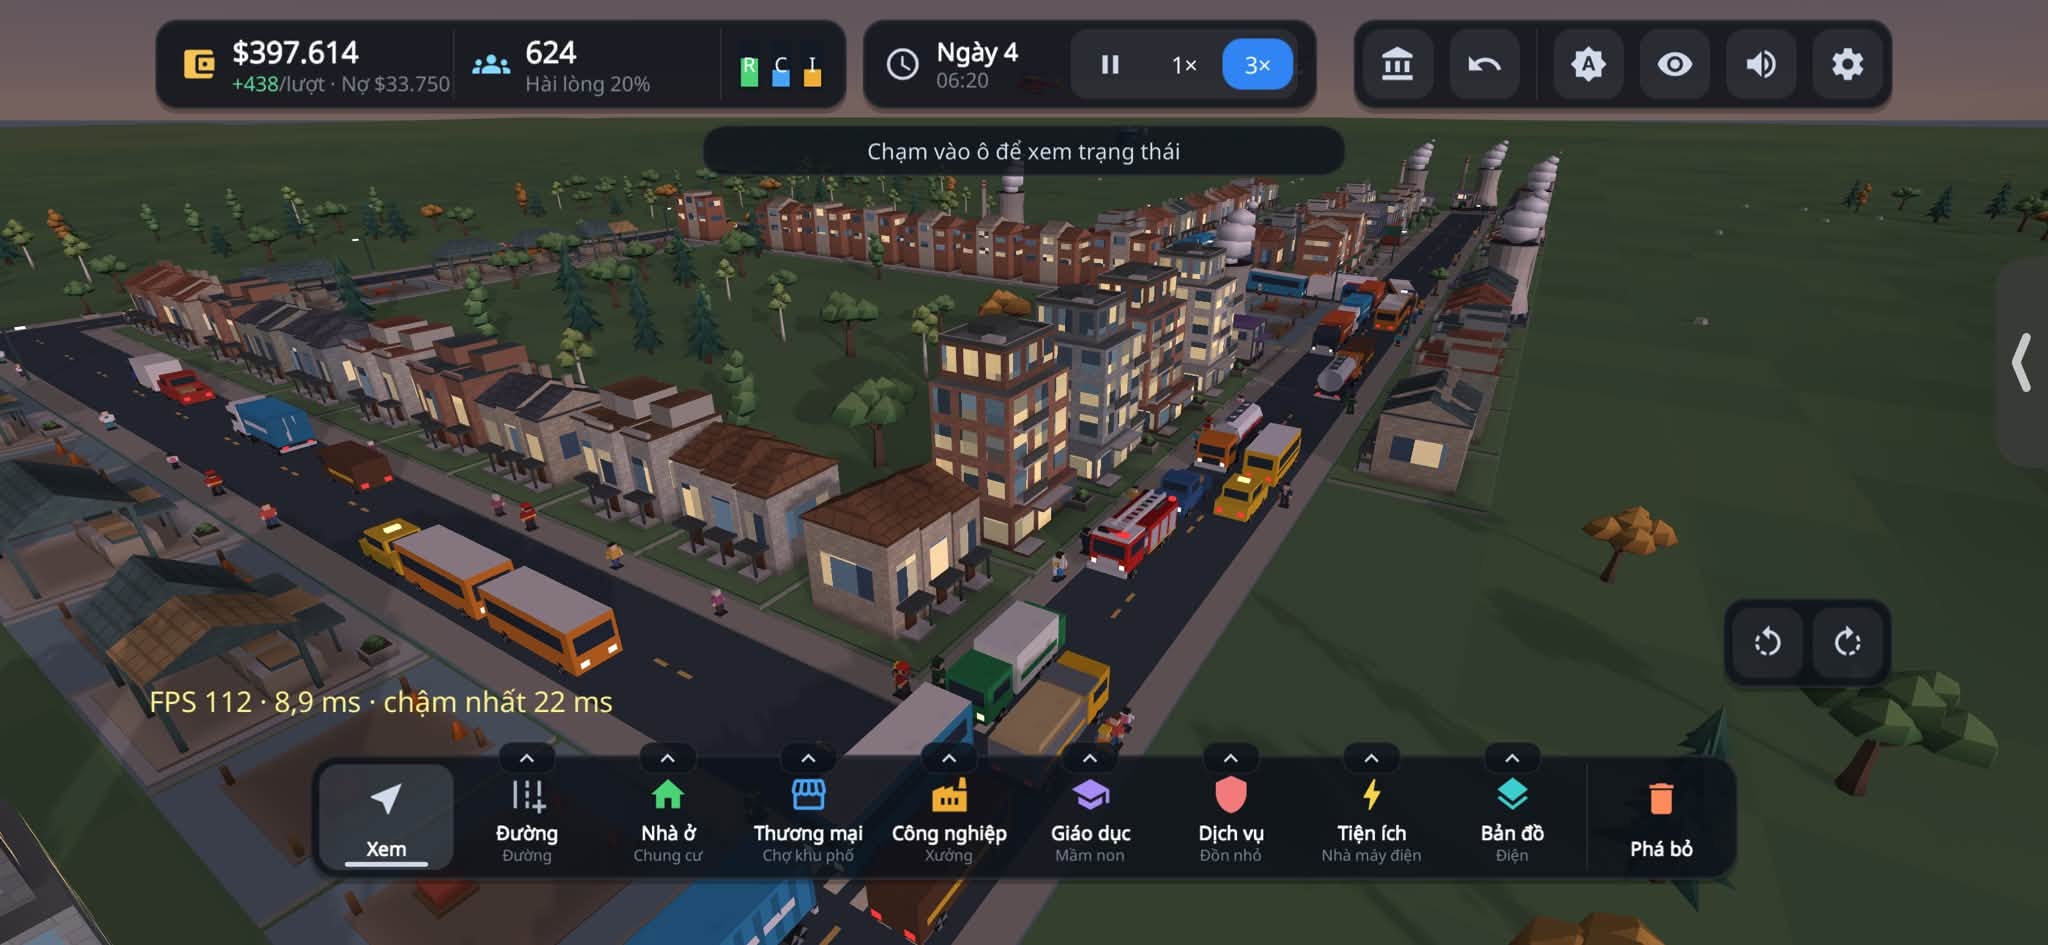 $397.614
+438/lượt · Nợ $33.750
624
Hài lòng 20%
R C I
Ngày 4
06:20
1×
3×
A
Chạm vào ô để xem trạng thái
FPS 112 · 8,9 ms · chậm nhất 22 ms
Xem
Đường
Đường
Nhà ở
Chung cư
Thương mại
Chợ khu phố
Công nghiệp
Xưởng
Giáo dục
Mầm non
Dịch vụ
Đồn nhỏ
Tiện ích
Nhà máy điện
Bản đồ
Điện
Phá bỏ